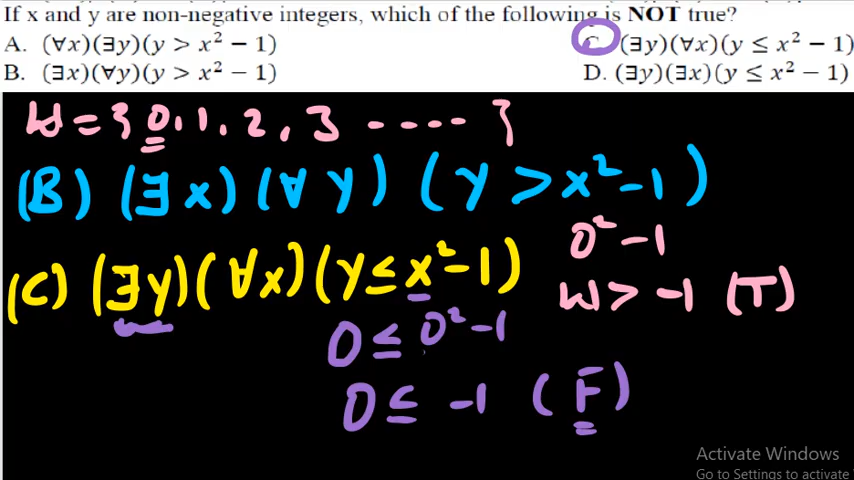 If x and y are non-negative integers, which of the following is NOT true?
A. (∀x)(∃y)(y > x² − 1)
C. (∃y)(∀x)(y ≤ x² − 1)
B. (∃x)(∀y)(y > x² − 1)
D. (∃y)(∃x)(y ≤ x² − 1)
W = { 0, 1, 2, 3 ---- }
(B) (∃x) (∀y) (y > x² − 1)
0² − 1
W > −1 (T)
(C) (∃y) (∀x) (y ≤ x² − 1)
0 ≤ 0² − 1
0 ≤ −1 (F)
Activate Windows
Go to Settings to activate